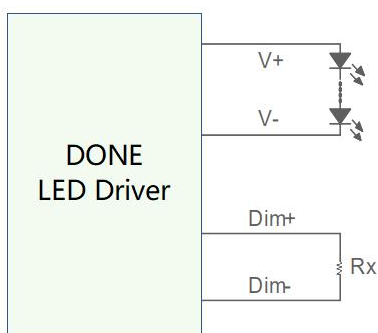 DONE
LED Driver
V+
V-
Dim+
Dim-
Rx